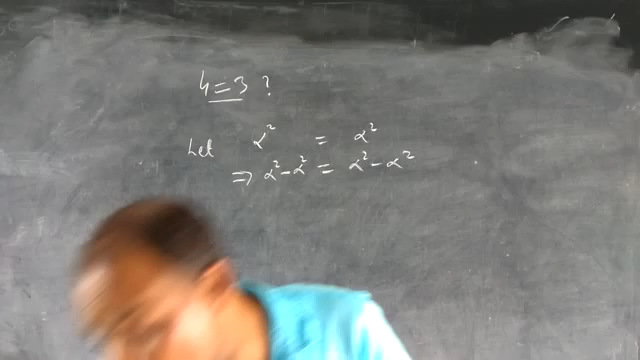 4=3 ?
Let α² = α²
⇒ α²-α² = α²-α²